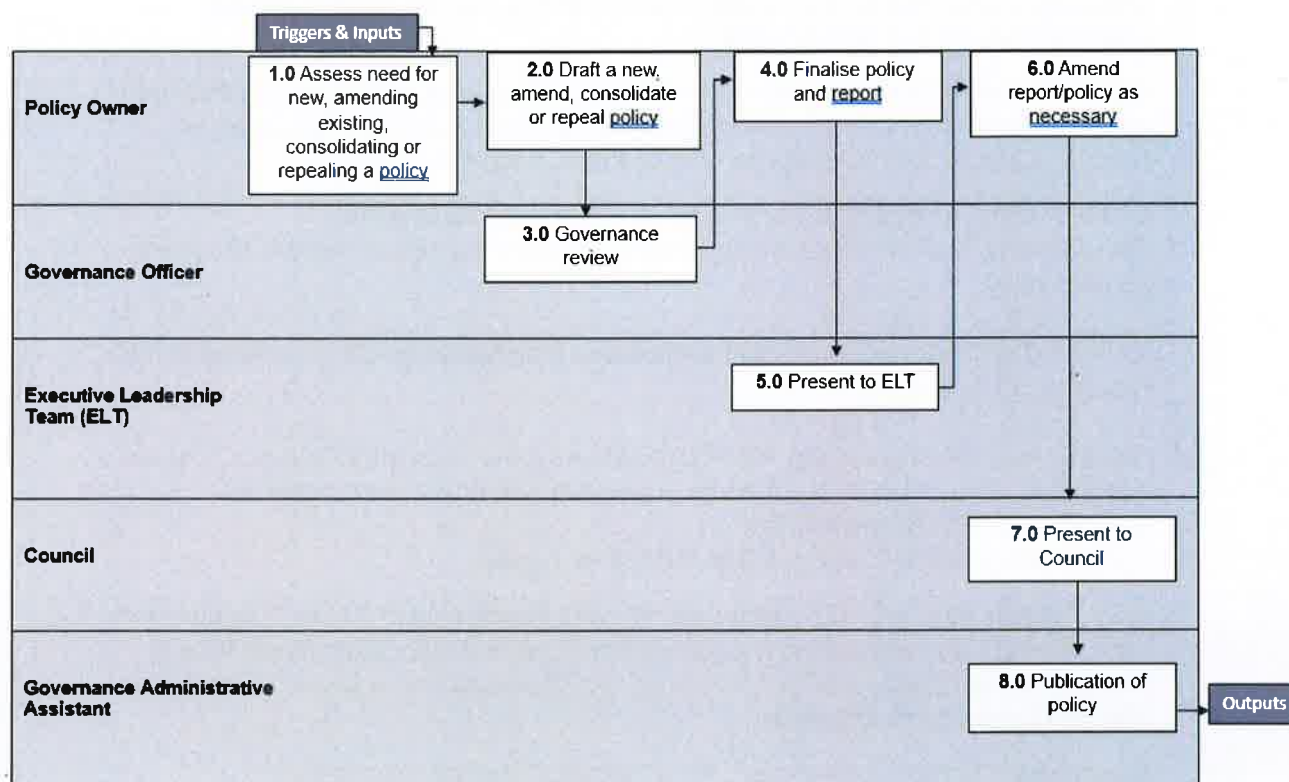 Triggers & Inputs
Policy Owner
1.0 Assess need for
new, amending
existing,
consolidating or
repealing a policy
2.0 Draft a new,
amend, consolidate
or repeal policy
4.0 Finalise policy
and report
6.0 Amend
report/policy as
necessary
Governance Officer
3.0 Governance
review
Executive Leadership
Team (ELT)
5.0 Present to ELT
Council
7.0 Present to
Council
Governance Administrative
Assistant
8.0 Publication of
policy
Outputs